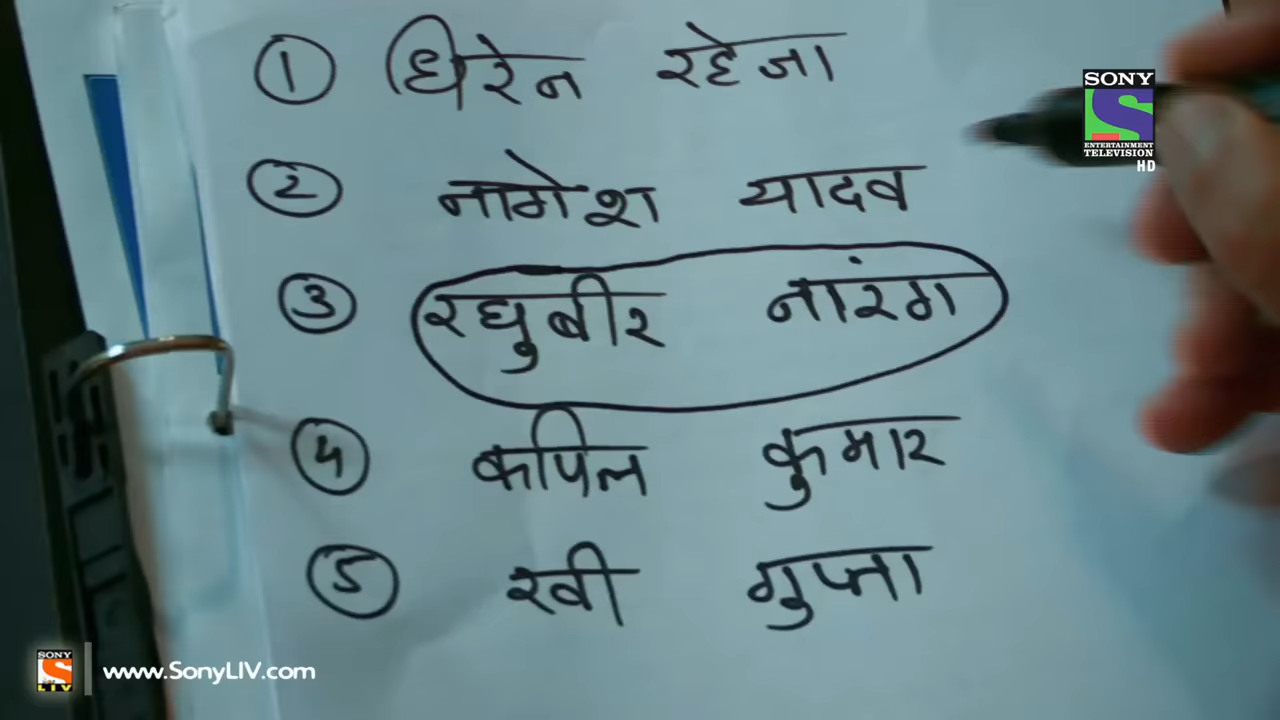 SONY
ENTERTAINMENT
TELEVISION
HD
1 धिरेन रहेजा
2 नागेश यादव
3 रघुबीर नारंग
4 कपिल कुमार
5 रवी गुप्ता
SONY
LIV
www.SonyLIV.com